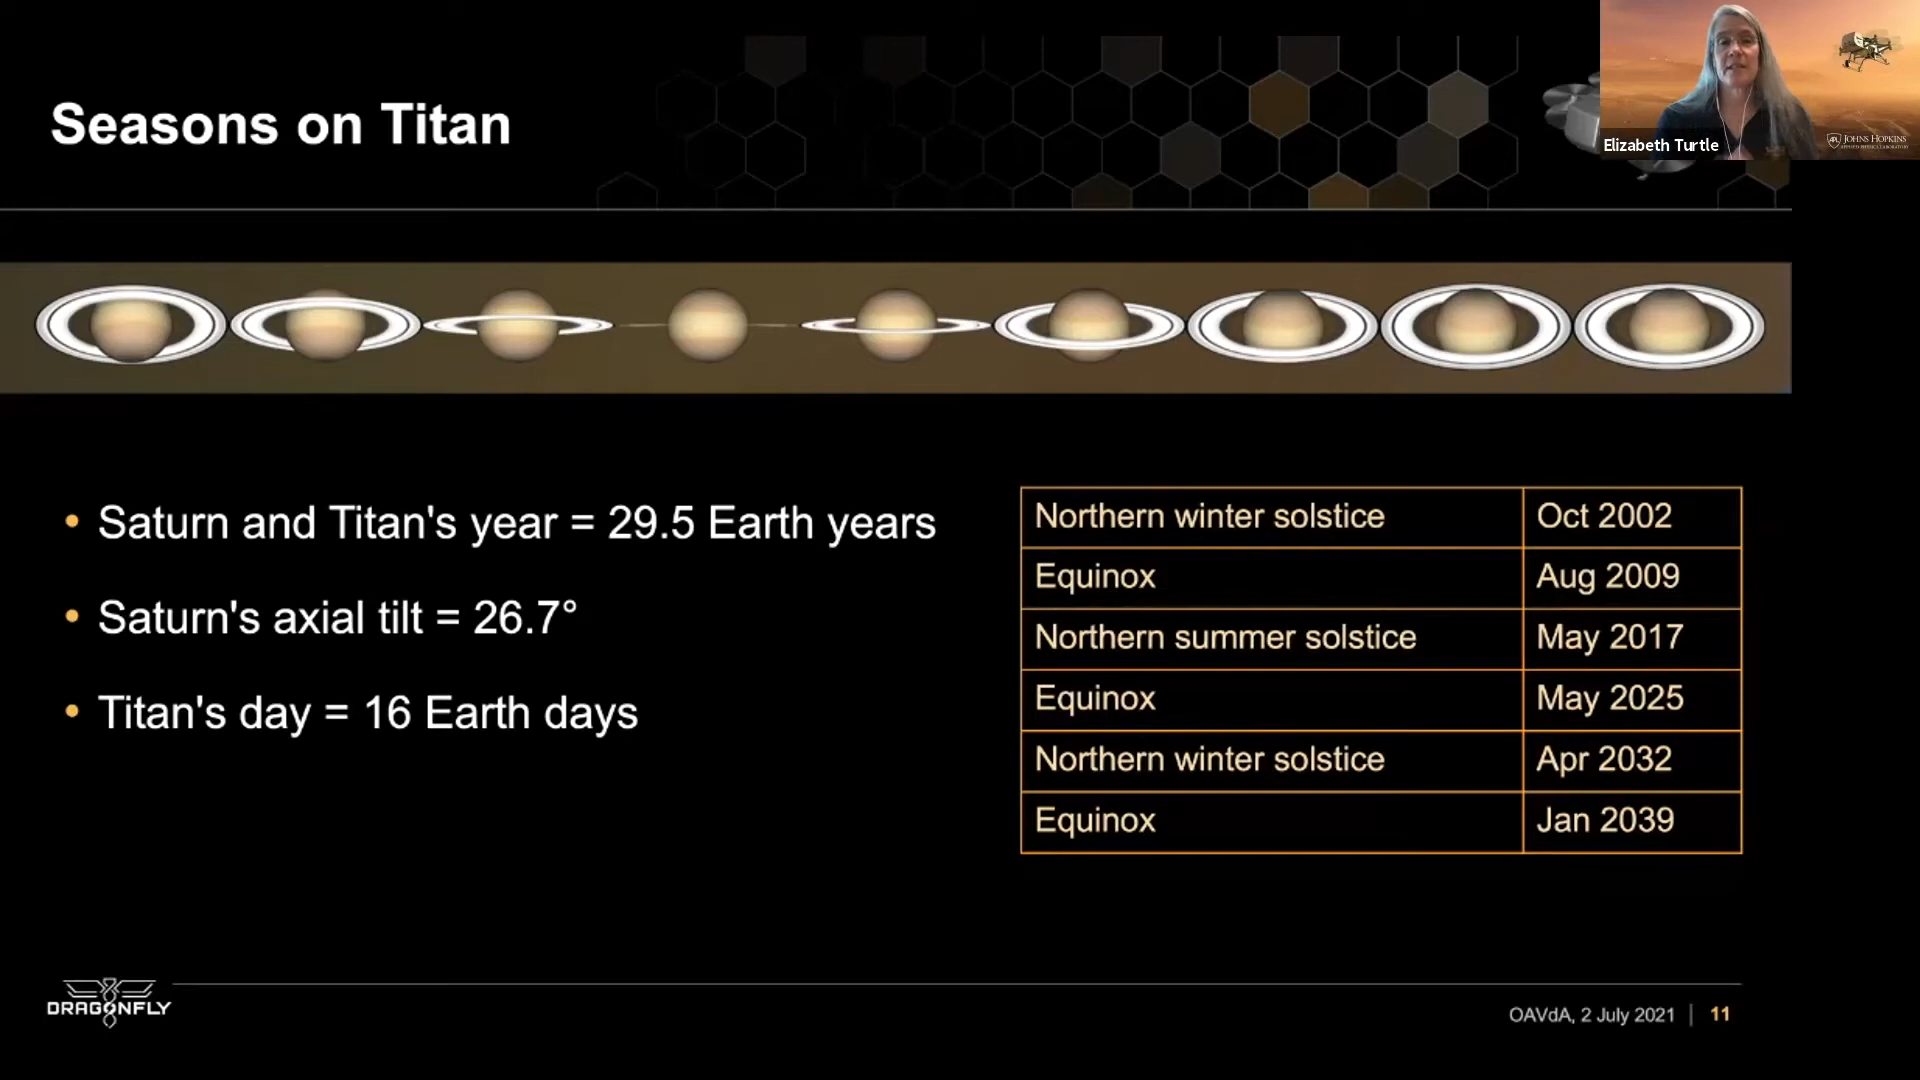 Seasons on Titan
Elizabeth Turtle
APL JOHNS HOPKINS
APPLIED PHYSICS LABORATORY
• Saturn and Titan's year = 29.5 Earth years
• Saturn's axial tilt = 26.7°
• Titan's day = 16 Earth days
Northern winter solstice Oct 2002
Equinox Aug 2009
Northern summer solstice May 2017
Equinox May 2025
Northern winter solstice Apr 2032
Equinox Jan 2039
DRAGONFLY
OAVdA, 2 July 2021 | 11